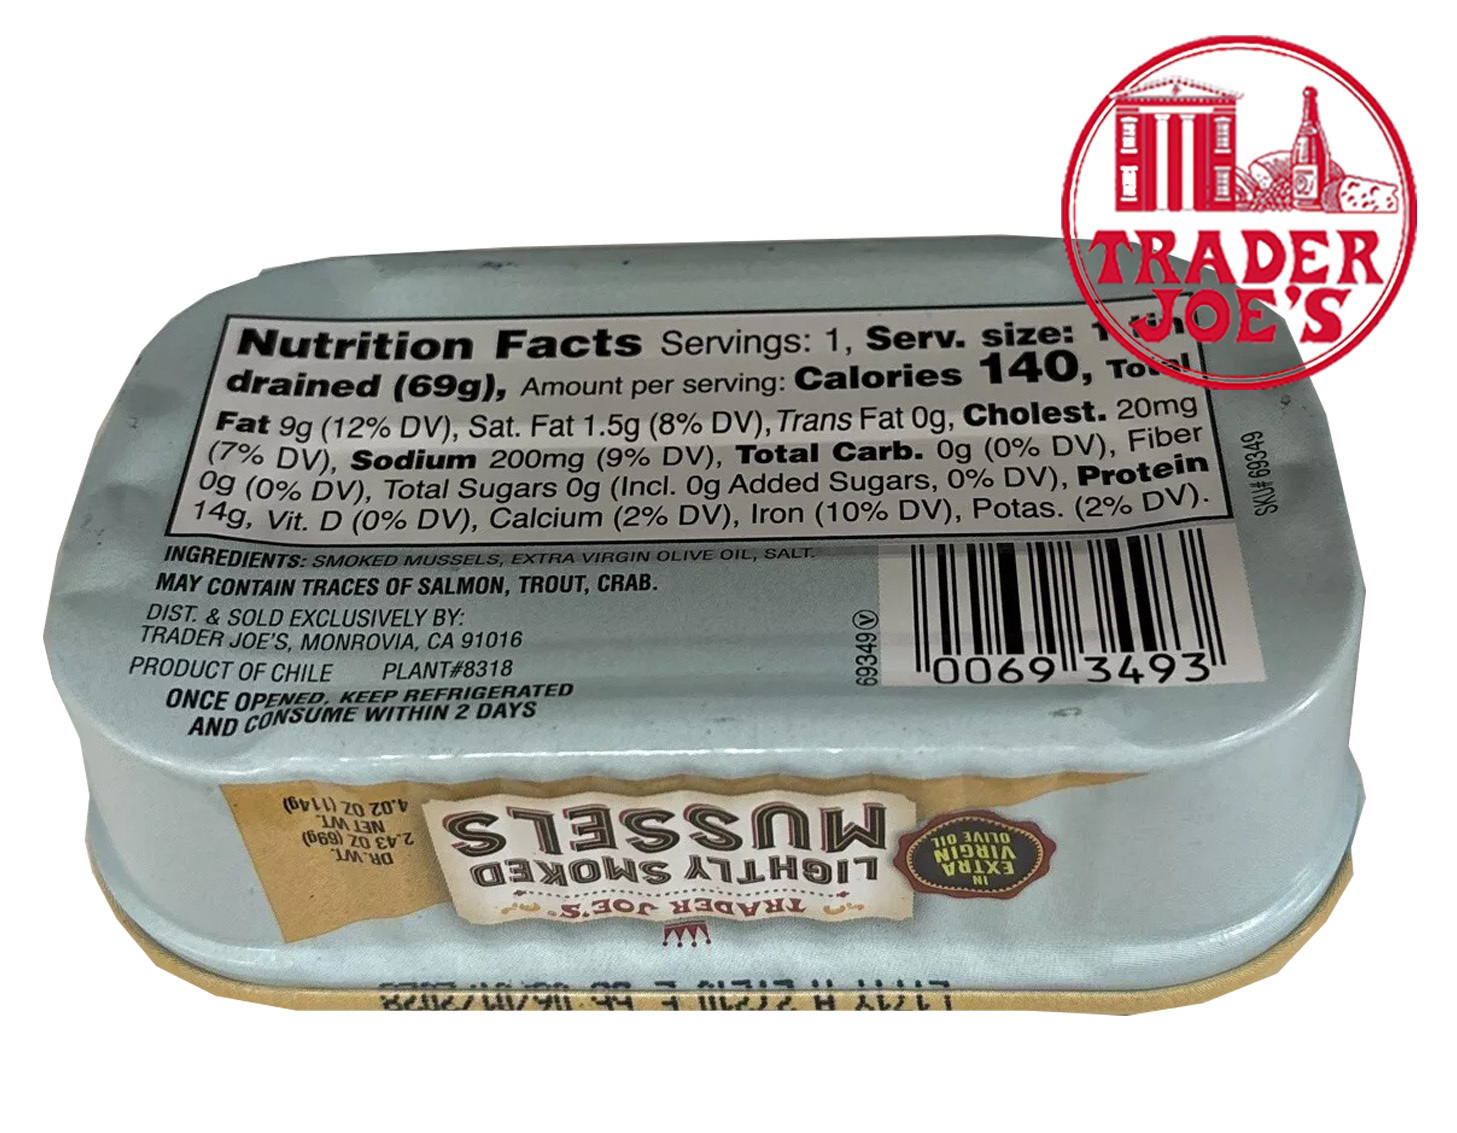 TRADER
JOE'S
Nutrition Facts Servings: 1, Serv. size: 1 tin
drained (69g), Amount per serving: Calories 140, Total
Fat 9g (12% DV), Sat. Fat 1.5g (8% DV), Trans Fat 0g, Cholest. 20mg
(7% DV), Sodium 200mg (9% DV), Total Carb. 0g (0% DV), Fiber
0g (0% DV), Total Sugars 0g (Incl. 0g Added Sugars, 0% DV), Protein
14g, Vit. D (0% DV), Calcium (2% DV), Iron (10% DV), Potas. (2% DV).
SKU# 69349
INGREDIENTS: SMOKED MUSSELS, EXTRA VIRGIN OLIVE OIL, SALT.
MAY CONTAIN TRACES OF SALMON, TROUT, CRAB.
DIST. & SOLD EXCLUSIVELY BY:
TRADER JOE'S, MONROVIA, CA 91016
PRODUCT OF CHILE PLANT#8318
ONCE OPENED, KEEP REFRIGERATED
AND CONSUME WITHIN 2 DAYS
69349 Ⓥ
0069 3493
TRADER JOE'S
LIGHTLY SMOKED
MUSSELS
IN
EXTRA
VIRGIN
OLIVE OIL
DR. WT.
2.43 OZ (69g)
NET WT.
4.02 OZ (114g)